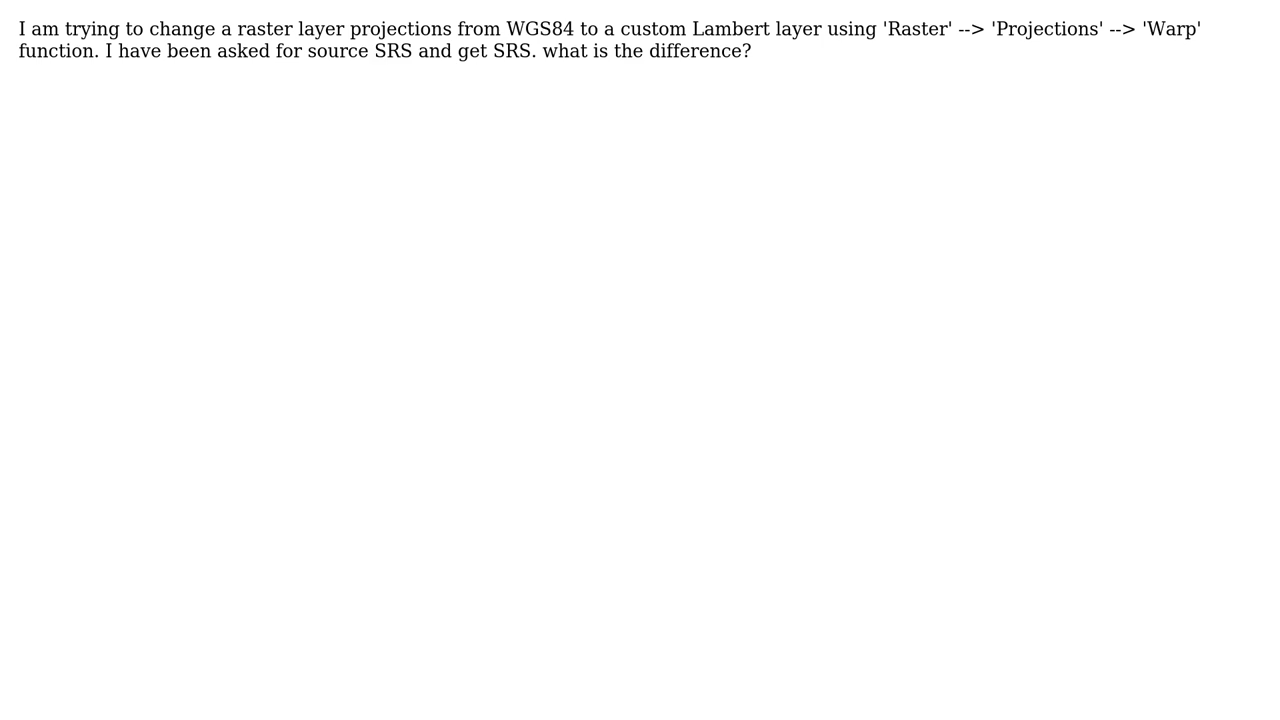 I am trying to change a raster layer projections from WGS84 to a custom Lambert layer using 'Raster' --> 'Projections' --> 'Warp'
function. I have been asked for source SRS and get SRS. what is the difference?